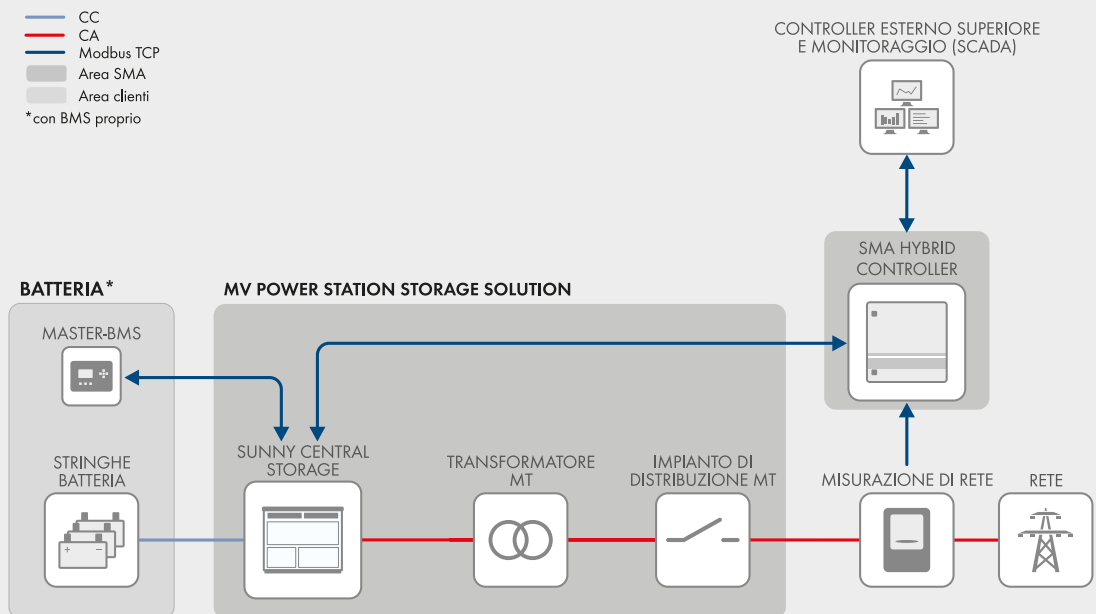 CC
CA
Modbus TCP
Area SMA
Area clienti
*con BMS proprio
CONTROLLER ESTERNO SUPERIORE
E MONITORAGGIO (SCADA)
SMA HYBRID
CONTROLLER
BATTERIA*
MV POWER STATION STORAGE SOLUTION
MASTER-BMS
STRINGHE
BATTERIA
SUNNY CENTRAL
STORAGE
TRANSFORMATORE
MT
IMPIANTO DI
DISTRIBUZIONE MT
MISURAZIONE DI RETE
RETE